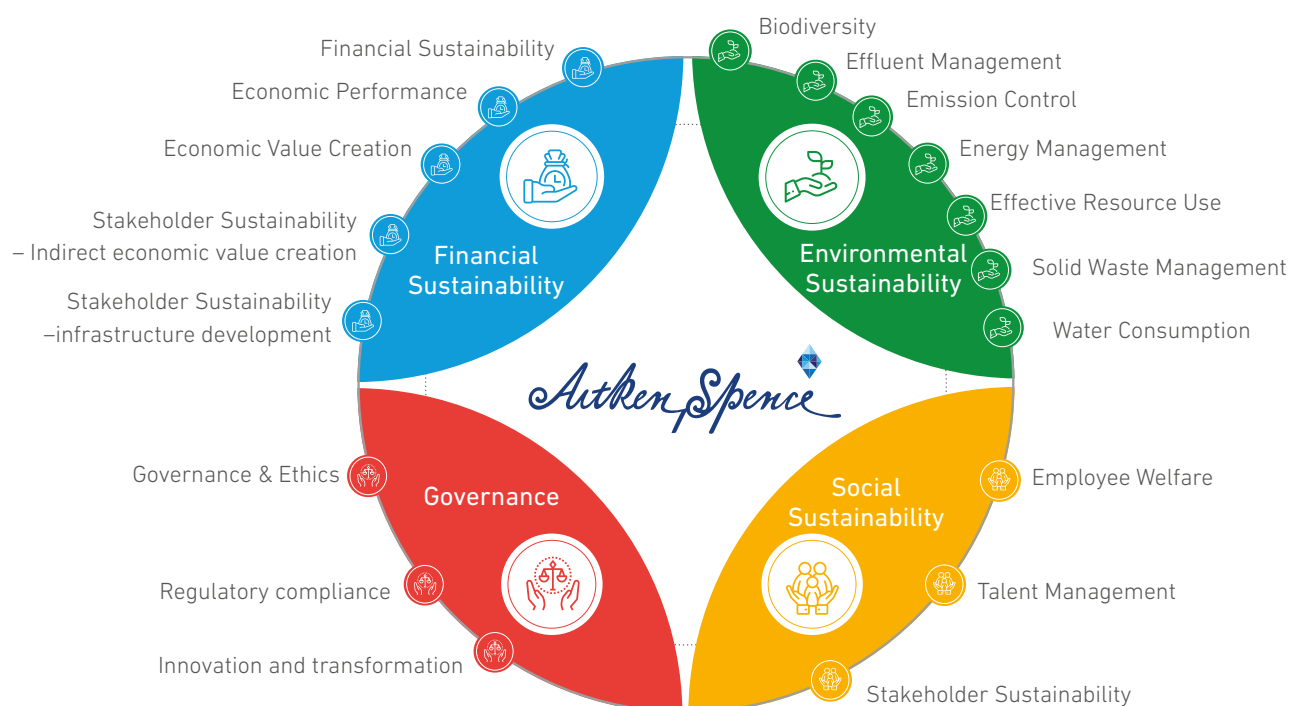 Financial Sustainability
Economic Performance
Economic Value Creation
Stakeholder Sustainability
– Indirect economic value creation
Stakeholder Sustainability
–infrastructure development
Financial
Sustainability
Biodiversity
Effluent Management
Emission Control
Energy Management
Effective Resource Use
Solid Waste Management
Water Consumption
Environmental
Sustainability
Aitken Spence
Governance & Ethics
Regulatory compliance
Innovation and transformation
Governance
Social
Sustainability
Employee Welfare
Talent Management
Stakeholder Sustainability